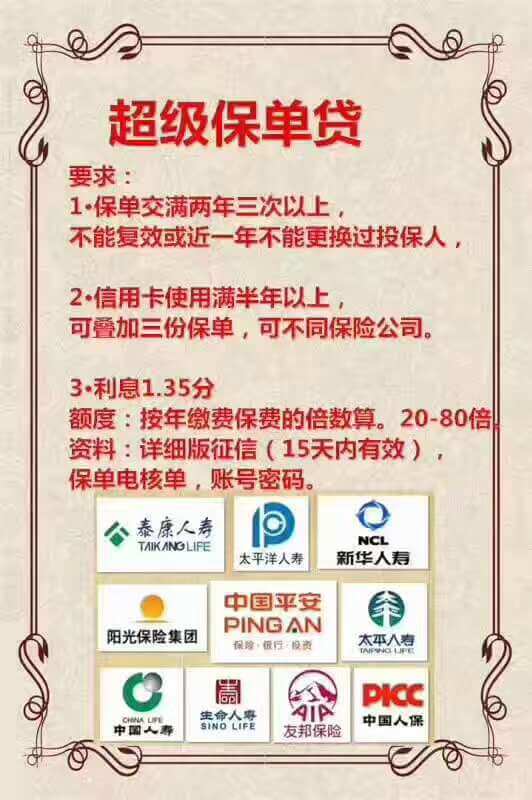 超级保单贷
要求：
1·保单交满两年三次以上，
不能复效或近一年不能更换过投保人，
2·信用卡使用满半年以上，
可叠加三份保单，可不同保险公司。
3·利息1.35分
额度：按年缴费保费的倍数算。20-80倍。
资料：详细版征信（15天内有效），
保单电核单，账号密码。
泰康人寿
TAIKANG LIFE
太平洋人寿
NCL
新华人寿
阳光保险集团
中国平安
PING AN
保险·银行·投资
太平人寿
TAIPING LIFE
CHINA LIFE
中国人寿
生命人寿
SINO LIFE
AIA
友邦保险
PICC
中国人保